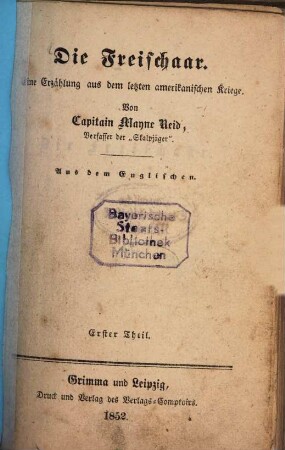 Die Freischaar.
Eine Erzählung aus dem letzten amerikanischen Kriege.
Von
Capitain Mayne Reid,
Verfasser der „Skalpjäger“.
Aus dem Englischen.
Bayerische
Staats-
Bibliothek
München
Erster Theil.
Grimma und Leipzig,
Druck und Verlag des Verlags-Comptoirs.
1852.